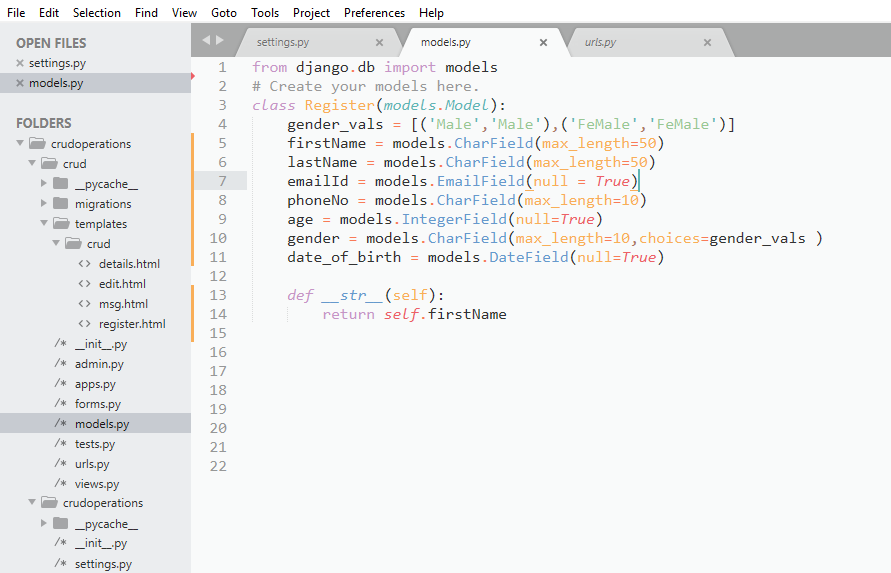 File Edit Selection Find View Goto Tools Project Preferences Help
OPEN FILES
settings.py
models.py
FOLDERS
crudoperations
crud
__pycache__
migrations
templates
crud
details.html
edit.html
msg.html
register.html
__init__.py
admin.py
apps.py
forms.py
models.py
tests.py
urls.py
views.py
crudoperations
__pycache__
__init__.py
settings.py
settings.py models.py urls.py
1 from django.db import models
2 # Create your models here.
3 class Register(models.Model):
4 gender_vals = [('Male','Male'),('FeMale','FeMale')]
5 firstName = models.CharField(max_length=50)
6 lastName = models.CharField(max_length=50)
7 emailId = models.EmailField(null = True)
8 phoneNo = models.CharField(max_length=10)
9 age = models.IntegerField(null=True)
10 gender = models.CharField(max_length=10,choices=gender_vals )
11 date_of_birth = models.DateField(null=True)
12
13 def __str__(self):
14 return self.firstName
15
16
17
18
19
20
21
22